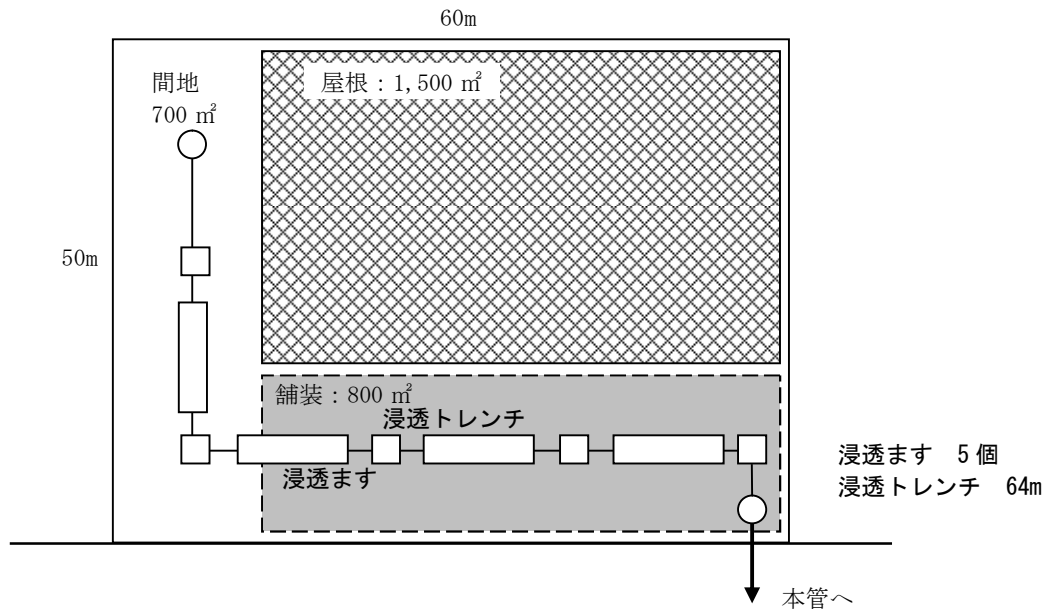 60m
間地
700 ㎡
屋根：1,500 ㎡
50m
舗装：800 ㎡
浸透トレンチ
浸透ます
浸透ます　5個
浸透トレンチ　64m
本管へ